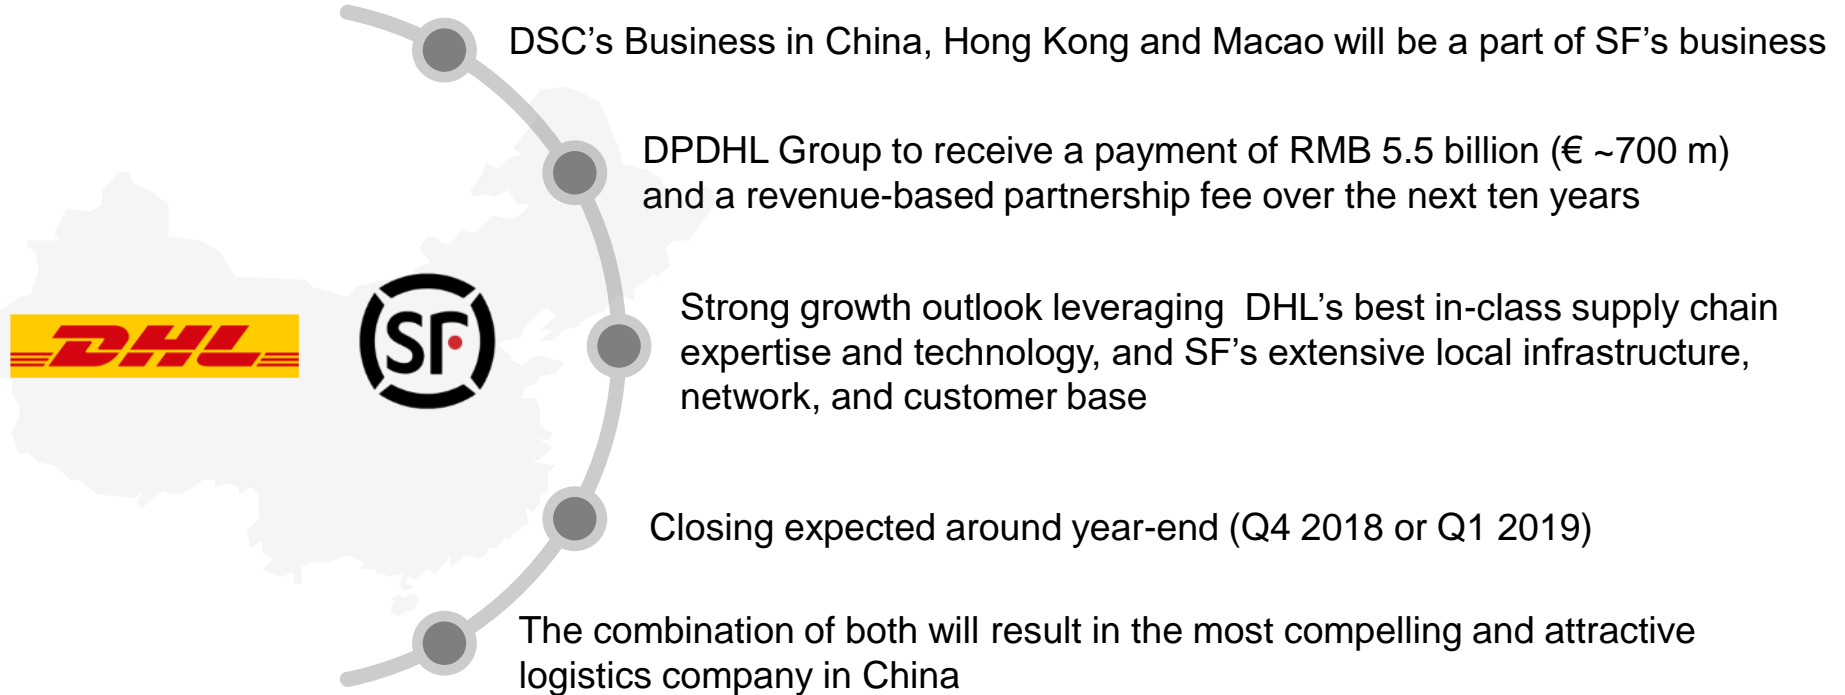 DSC’s Business in China, Hong Kong and Macao will be a part of SF’s business
DPDHL Group to receive a payment of RMB 5.5 billion (€ ~700 m)
and a revenue-based partnership fee over the next ten years
DHL
SF
Strong growth outlook leveraging  DHL’s best in-class supply chain
expertise and technology, and SF’s extensive local infrastructure,
network, and customer base
Closing expected around year-end (Q4 2018 or Q1 2019)
The combination of both will result in the most compelling and attractive
logistics company in China